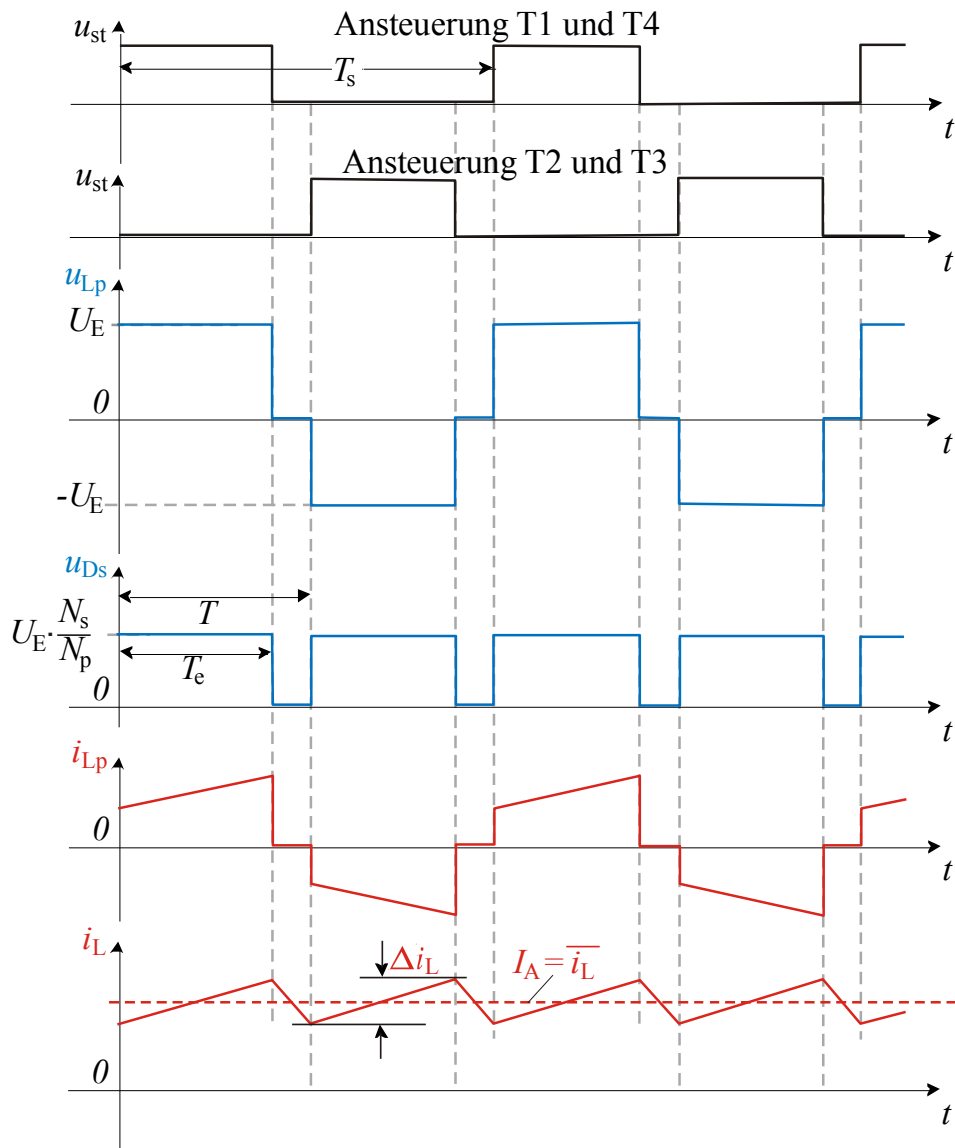 Ansteuerung T1 und T4
u_st
T_s
t
Ansteuerung T2 und T3
u_st
t
u_Lp
U_E
0
t
-U_E
u_Ds
T
U_E · N_s/N_p
T_e
0
t
i_Lp
0
t
i_L
Δi_L
I_A = i_L̅
0
t